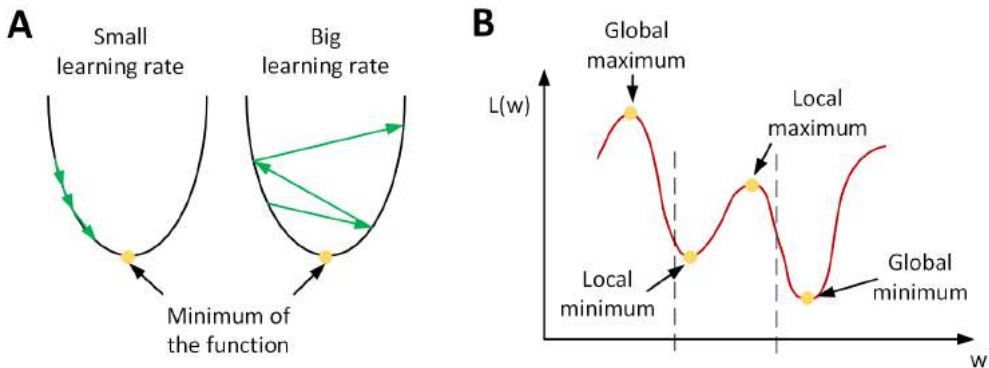 A
Small
learning rate
Big
learning rate
Minimum of
the function
B
Global
maximum
L(w)
Local
maximum
Local
minimum
Global
minimum
w